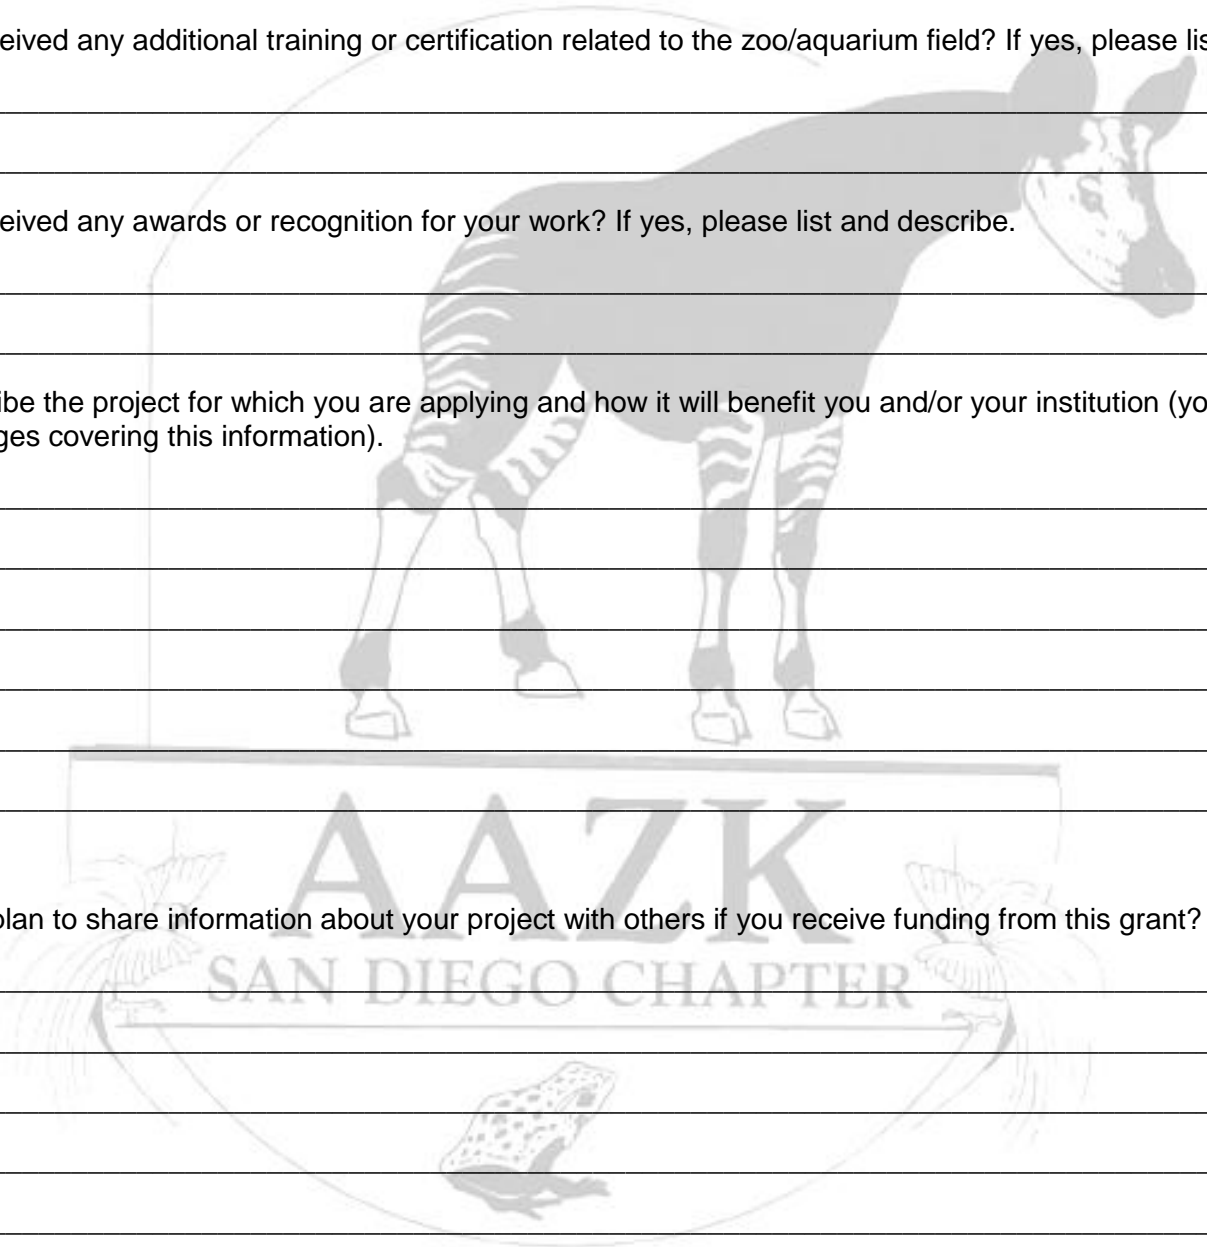 eived any additional training or certification related to the zoo/aquarium field? If yes, please lis
eived any awards or recognition for your work? If yes, please list and describe.
ibe the project for which you are applying and how it will benefit you and/or your institution (yo
ges covering this information).
AAZK
plan to share information about your project with others if you receive funding from this grant?
SAN DIEGO CHAPTER